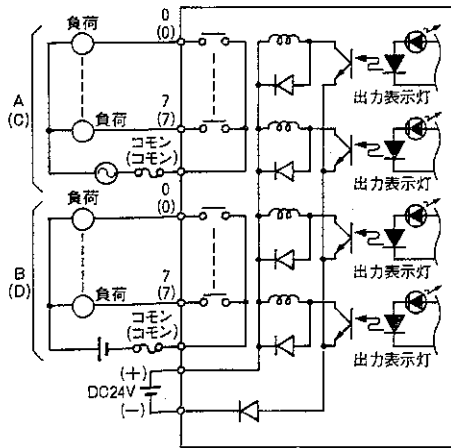 負荷
0
(0)
A
(C)
負荷
7
(7)
コモン
(コモン)
出力表示灯
出力表示灯
負荷
0
(0)
B
(D)
負荷
7
(7)
コモン
(コモン)
出力表示灯
出力表示灯
(+)
DC24V
(−)